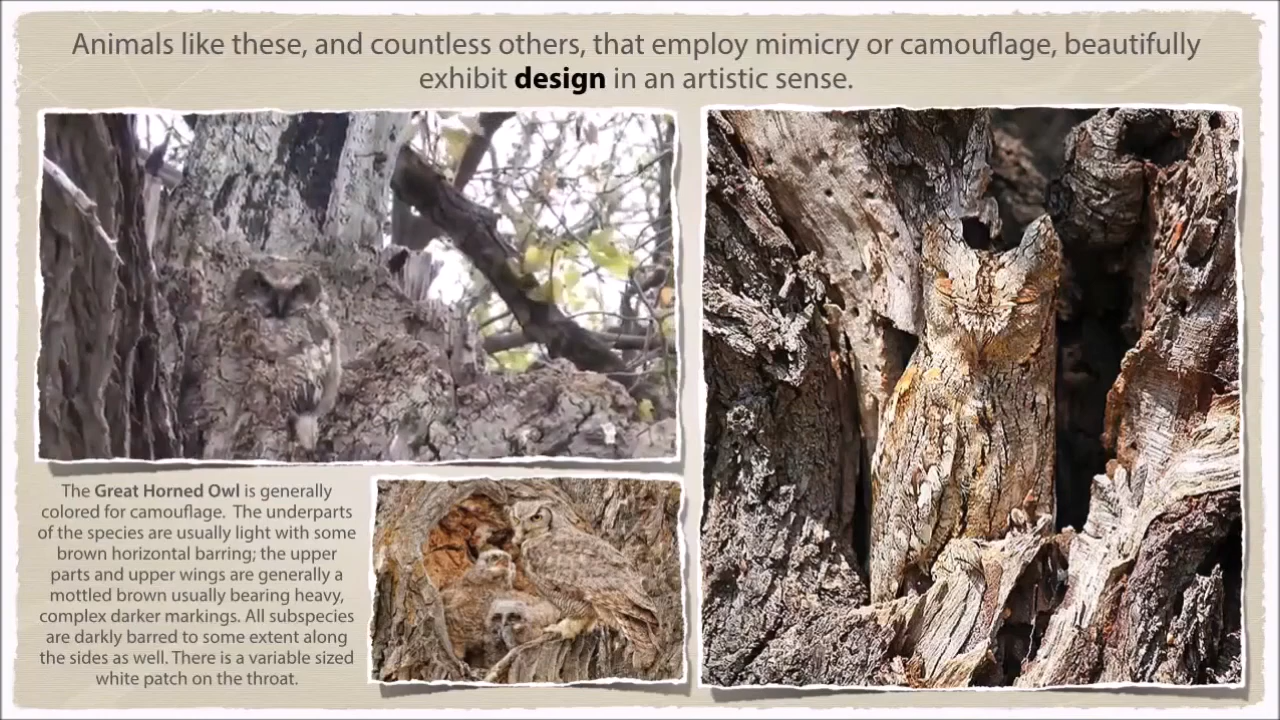 Animals like these, and countless others, that employ mimicry or camouflage, beautifully
exhibit design in an artistic sense.
The Great Horned Owl is generally
colored for camouflage. The underparts
of the species are usually light with some
brown horizontal barring; the upper
parts and upper wings are generally a
mottled brown usually bearing heavy,
complex darker markings. All subspecies
are darkly barred to some extent along
the sides as well. There is a variable sized
white patch on the throat.